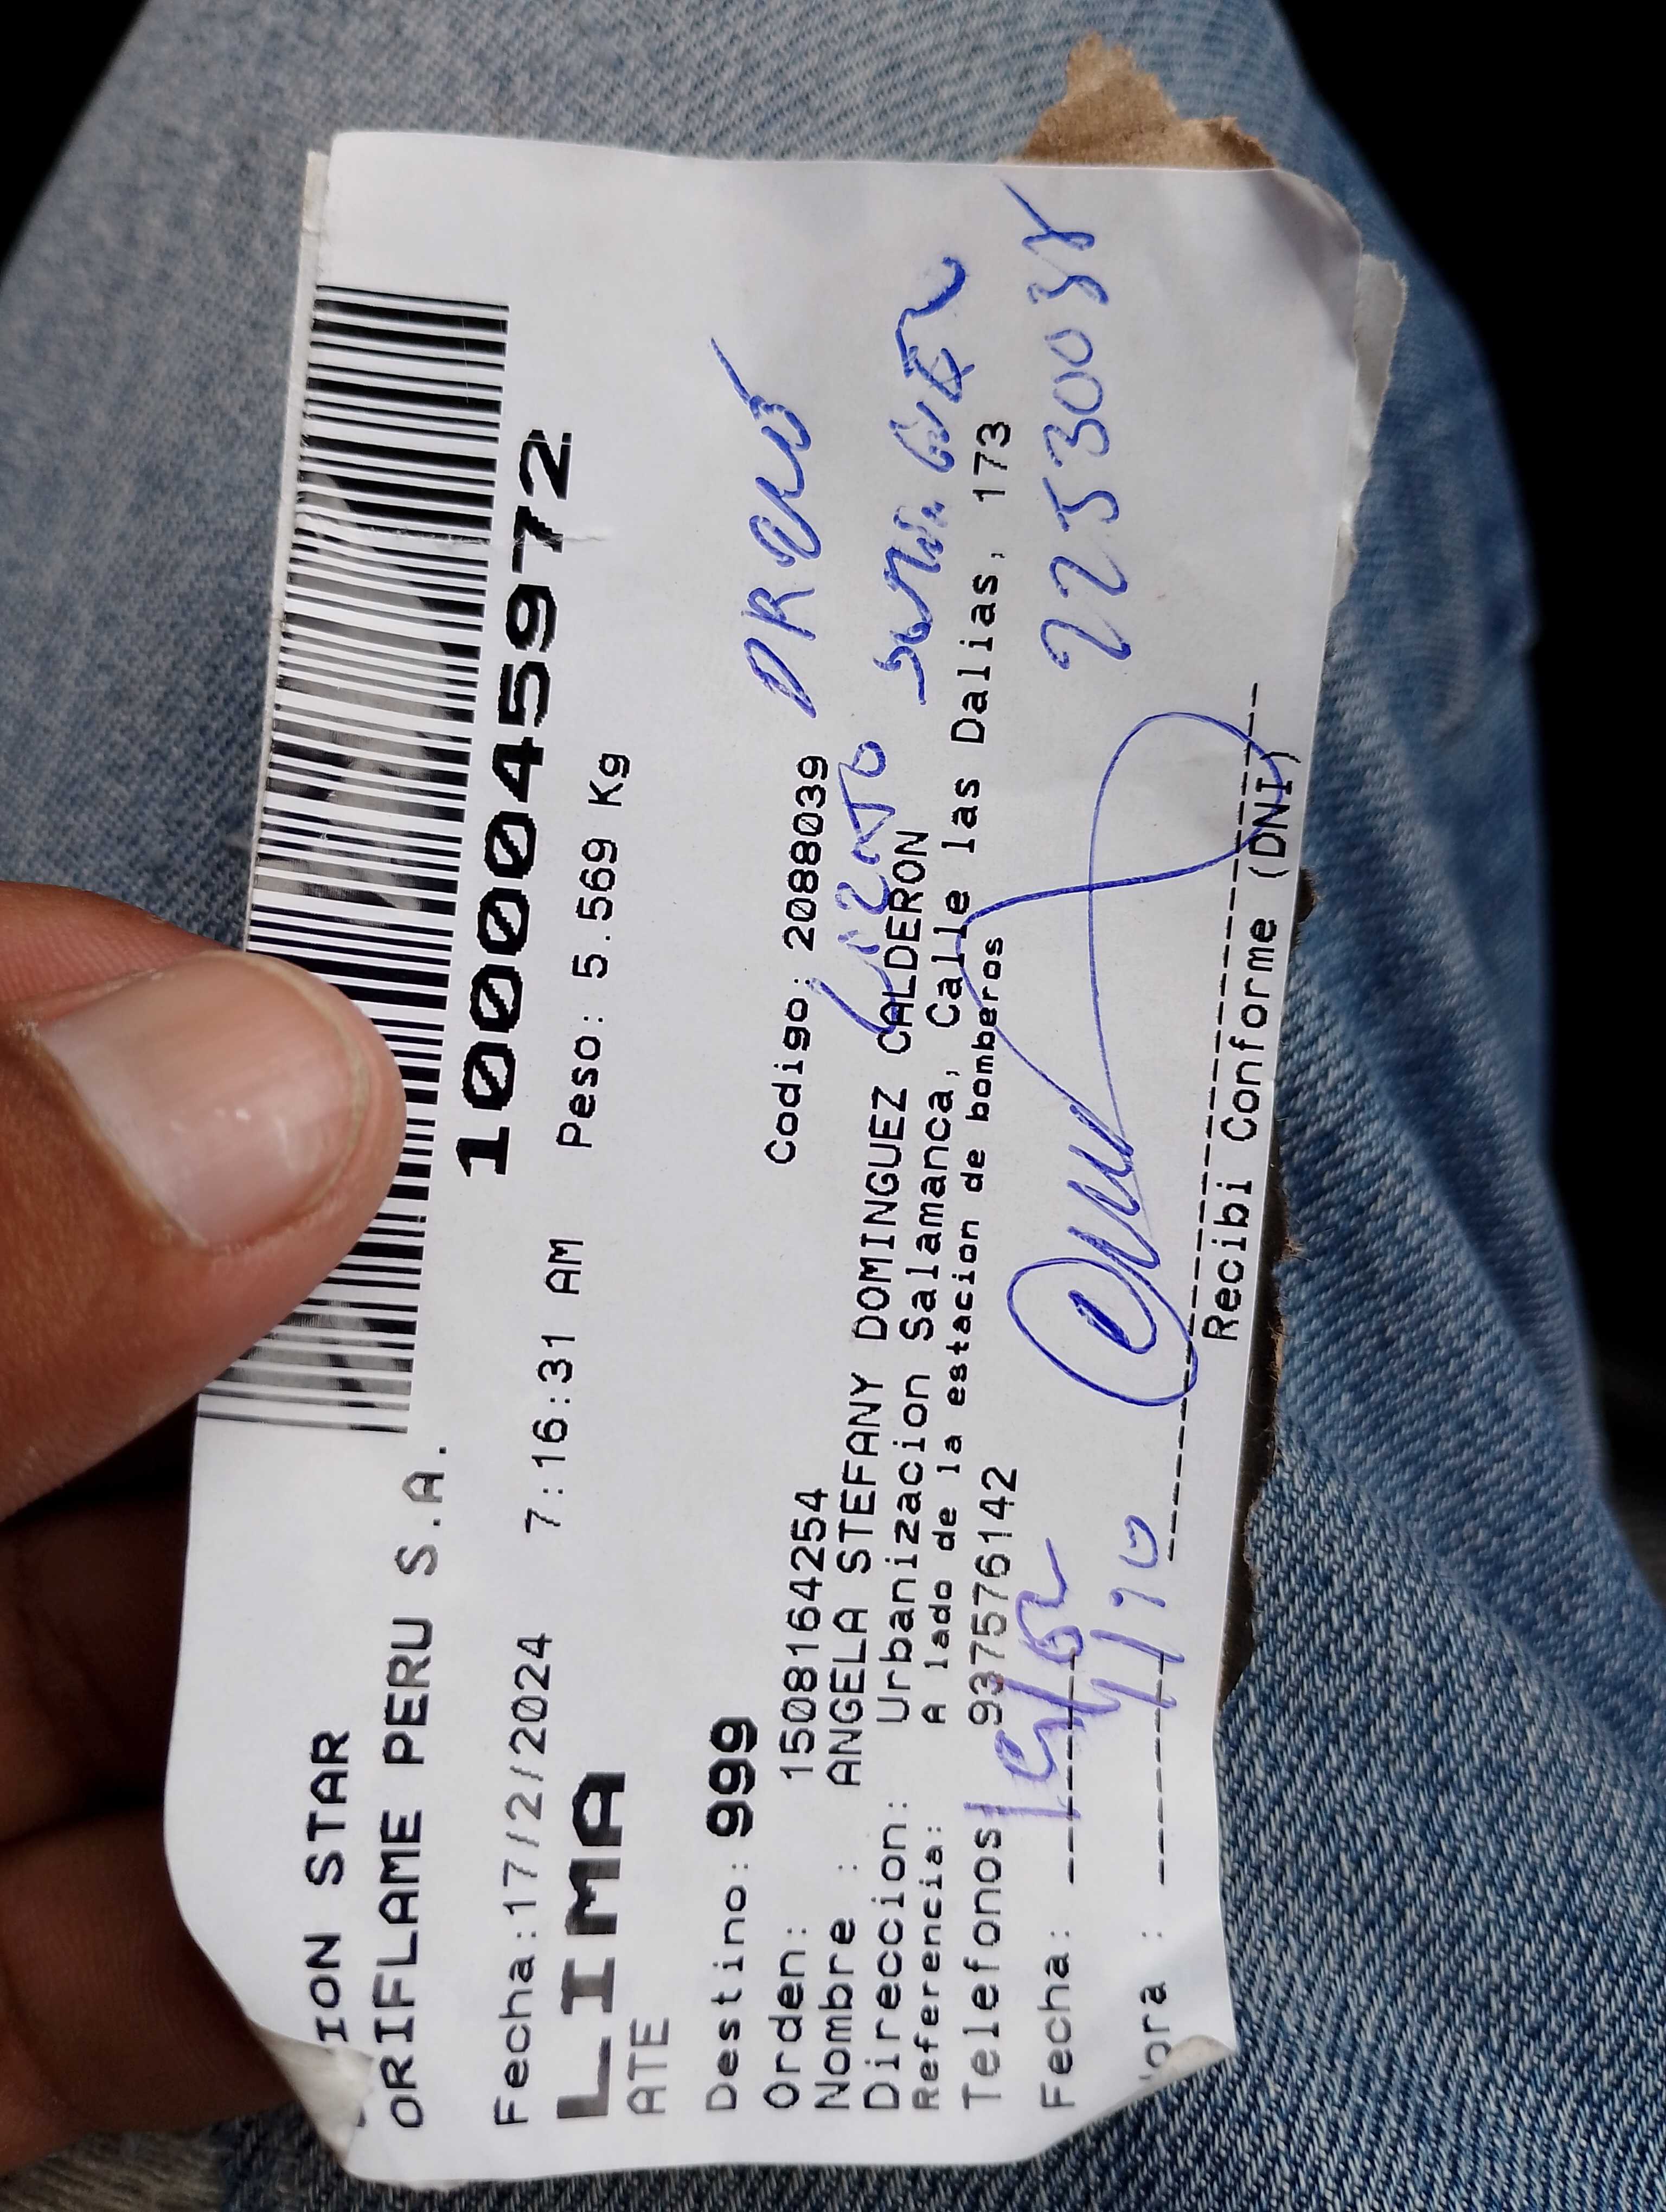 ION STAR
ORIFLAME PERU S.A.
1000045972
Fecha:17/2/2024 7:16:31 AM Peso: 5.569 Kg
LIMA
ATE
Destino: 999
Orden: 1508164254 Codigo: 2088039
Nombre : ANGELA STEFANY DOMINGUEZ CALDERON
Direccion: Urbanizacion Salamanca, Calle las Dalias, 173
Referencia: A lado de la estacion de bomberos
Telefonos 937576142
22530038
Fecha:
ora :
Recibi Conforme (DNI)